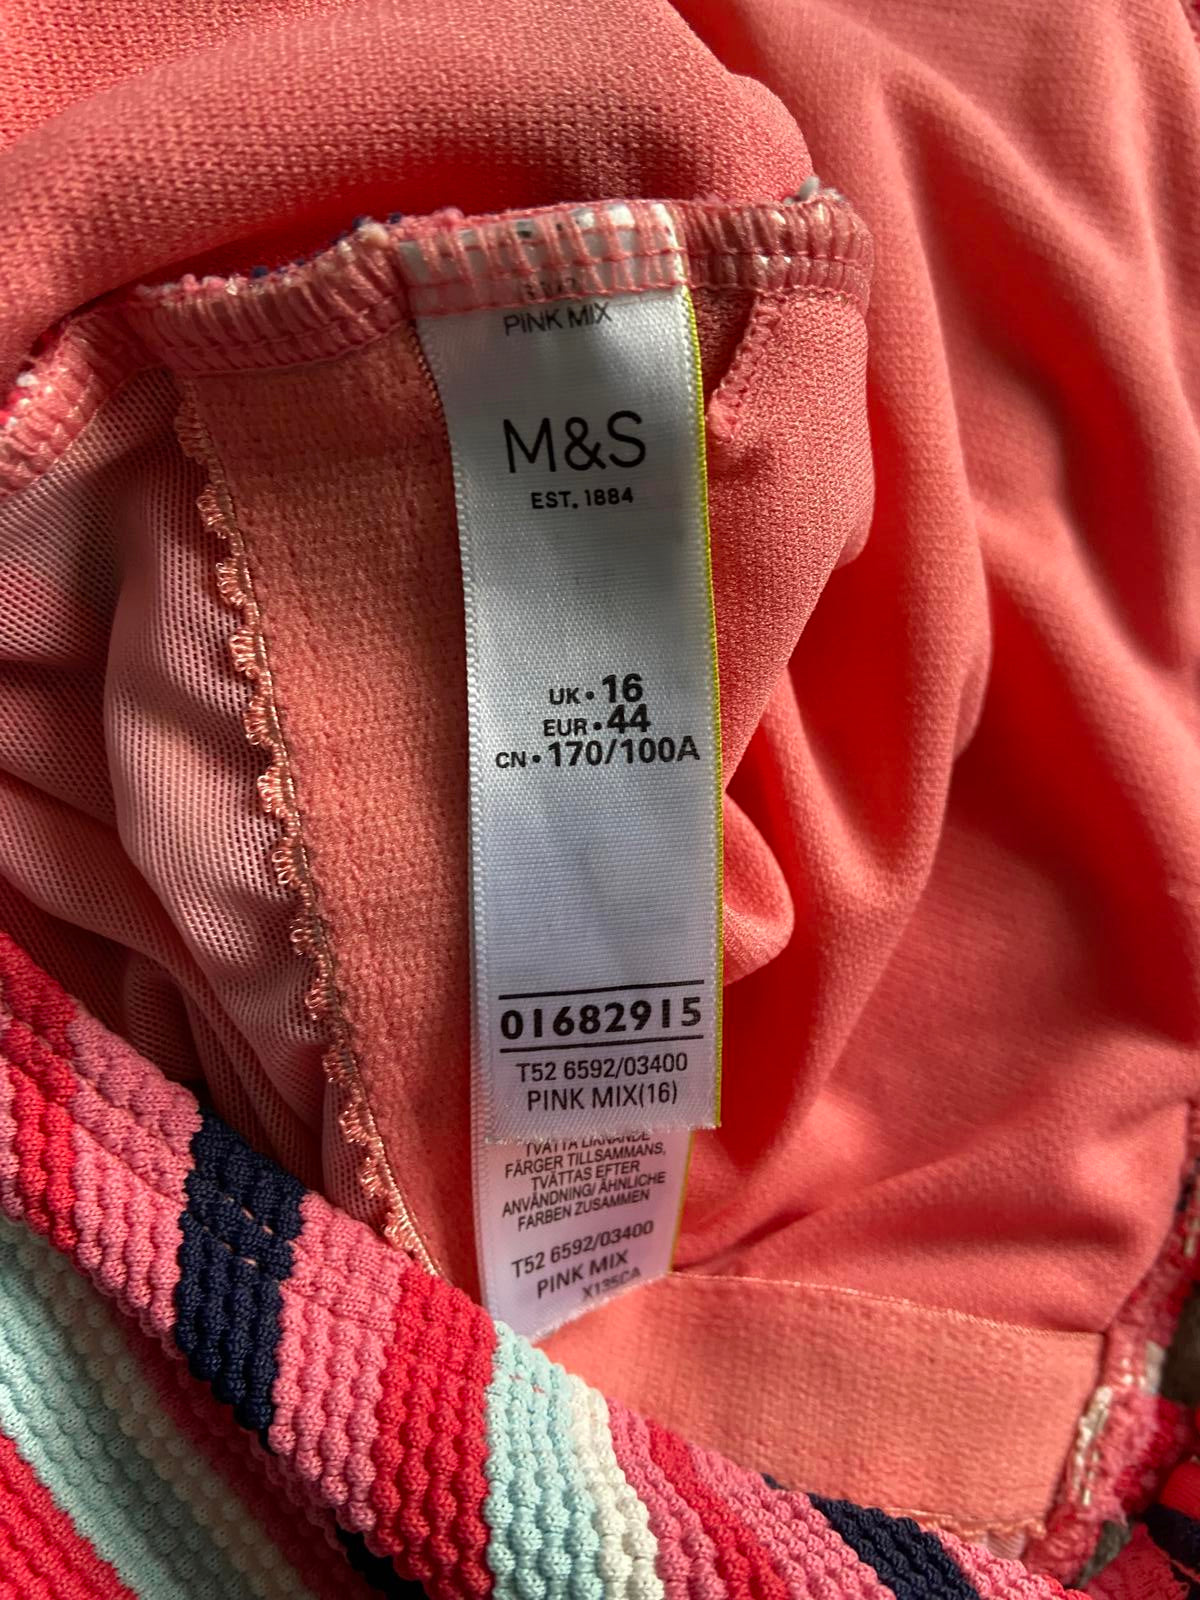 PINK MIX
M&S
EST. 1884
UK • 16
EUR • 44
CN • 170/100A
01682915
T52 6592/03400
PINK MIX(16)
TVÄTTA LIKNANDE
FÄRGER TILLSAMMANS,
TVÄTTAS EFTER
ANVÄNDNING/ ÄHNLICHE
FARBEN ZUSAMMEN
T52 6592/03400
PINK MIX
X135CA